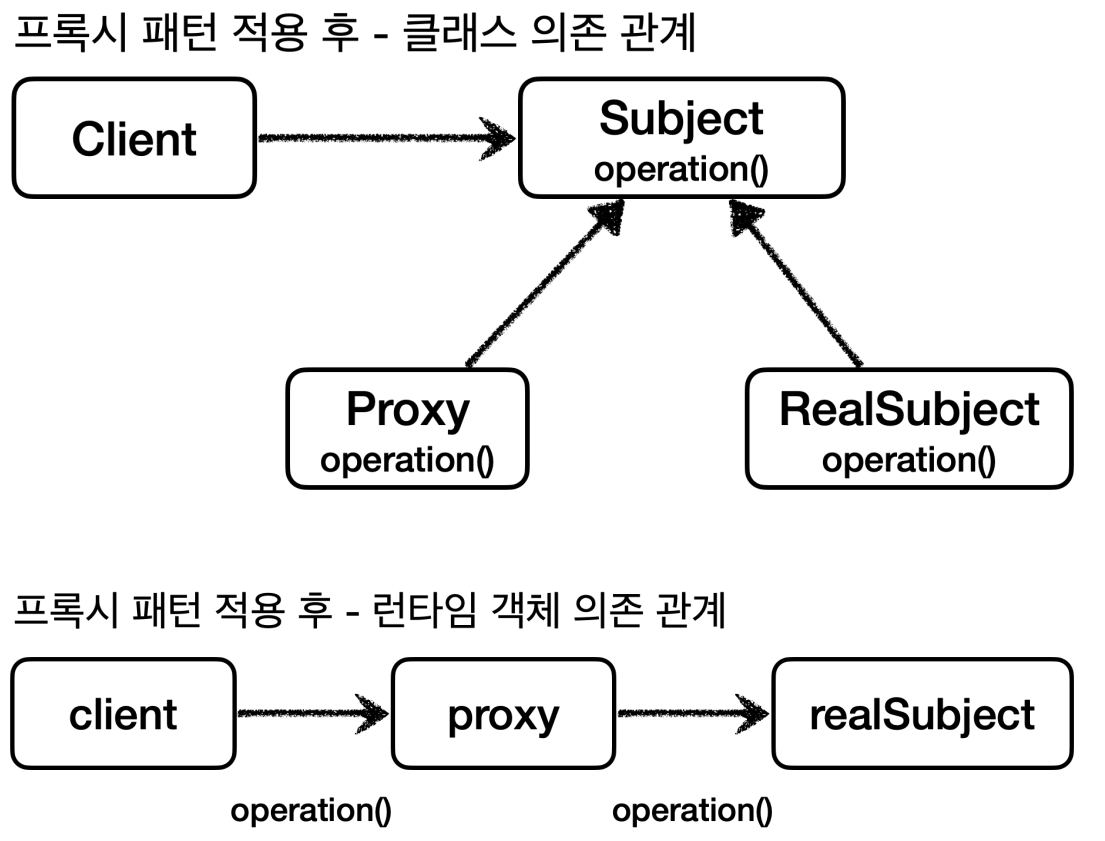 프록시 패턴 적용 후 - 클래스 의존 관계
Client
Subject
operation()
Proxy
operation()
RealSubject
operation()
프록시 패턴 적용 후 - 런타임 객체 의존 관계
client
proxy
realSubject
operation()
operation()